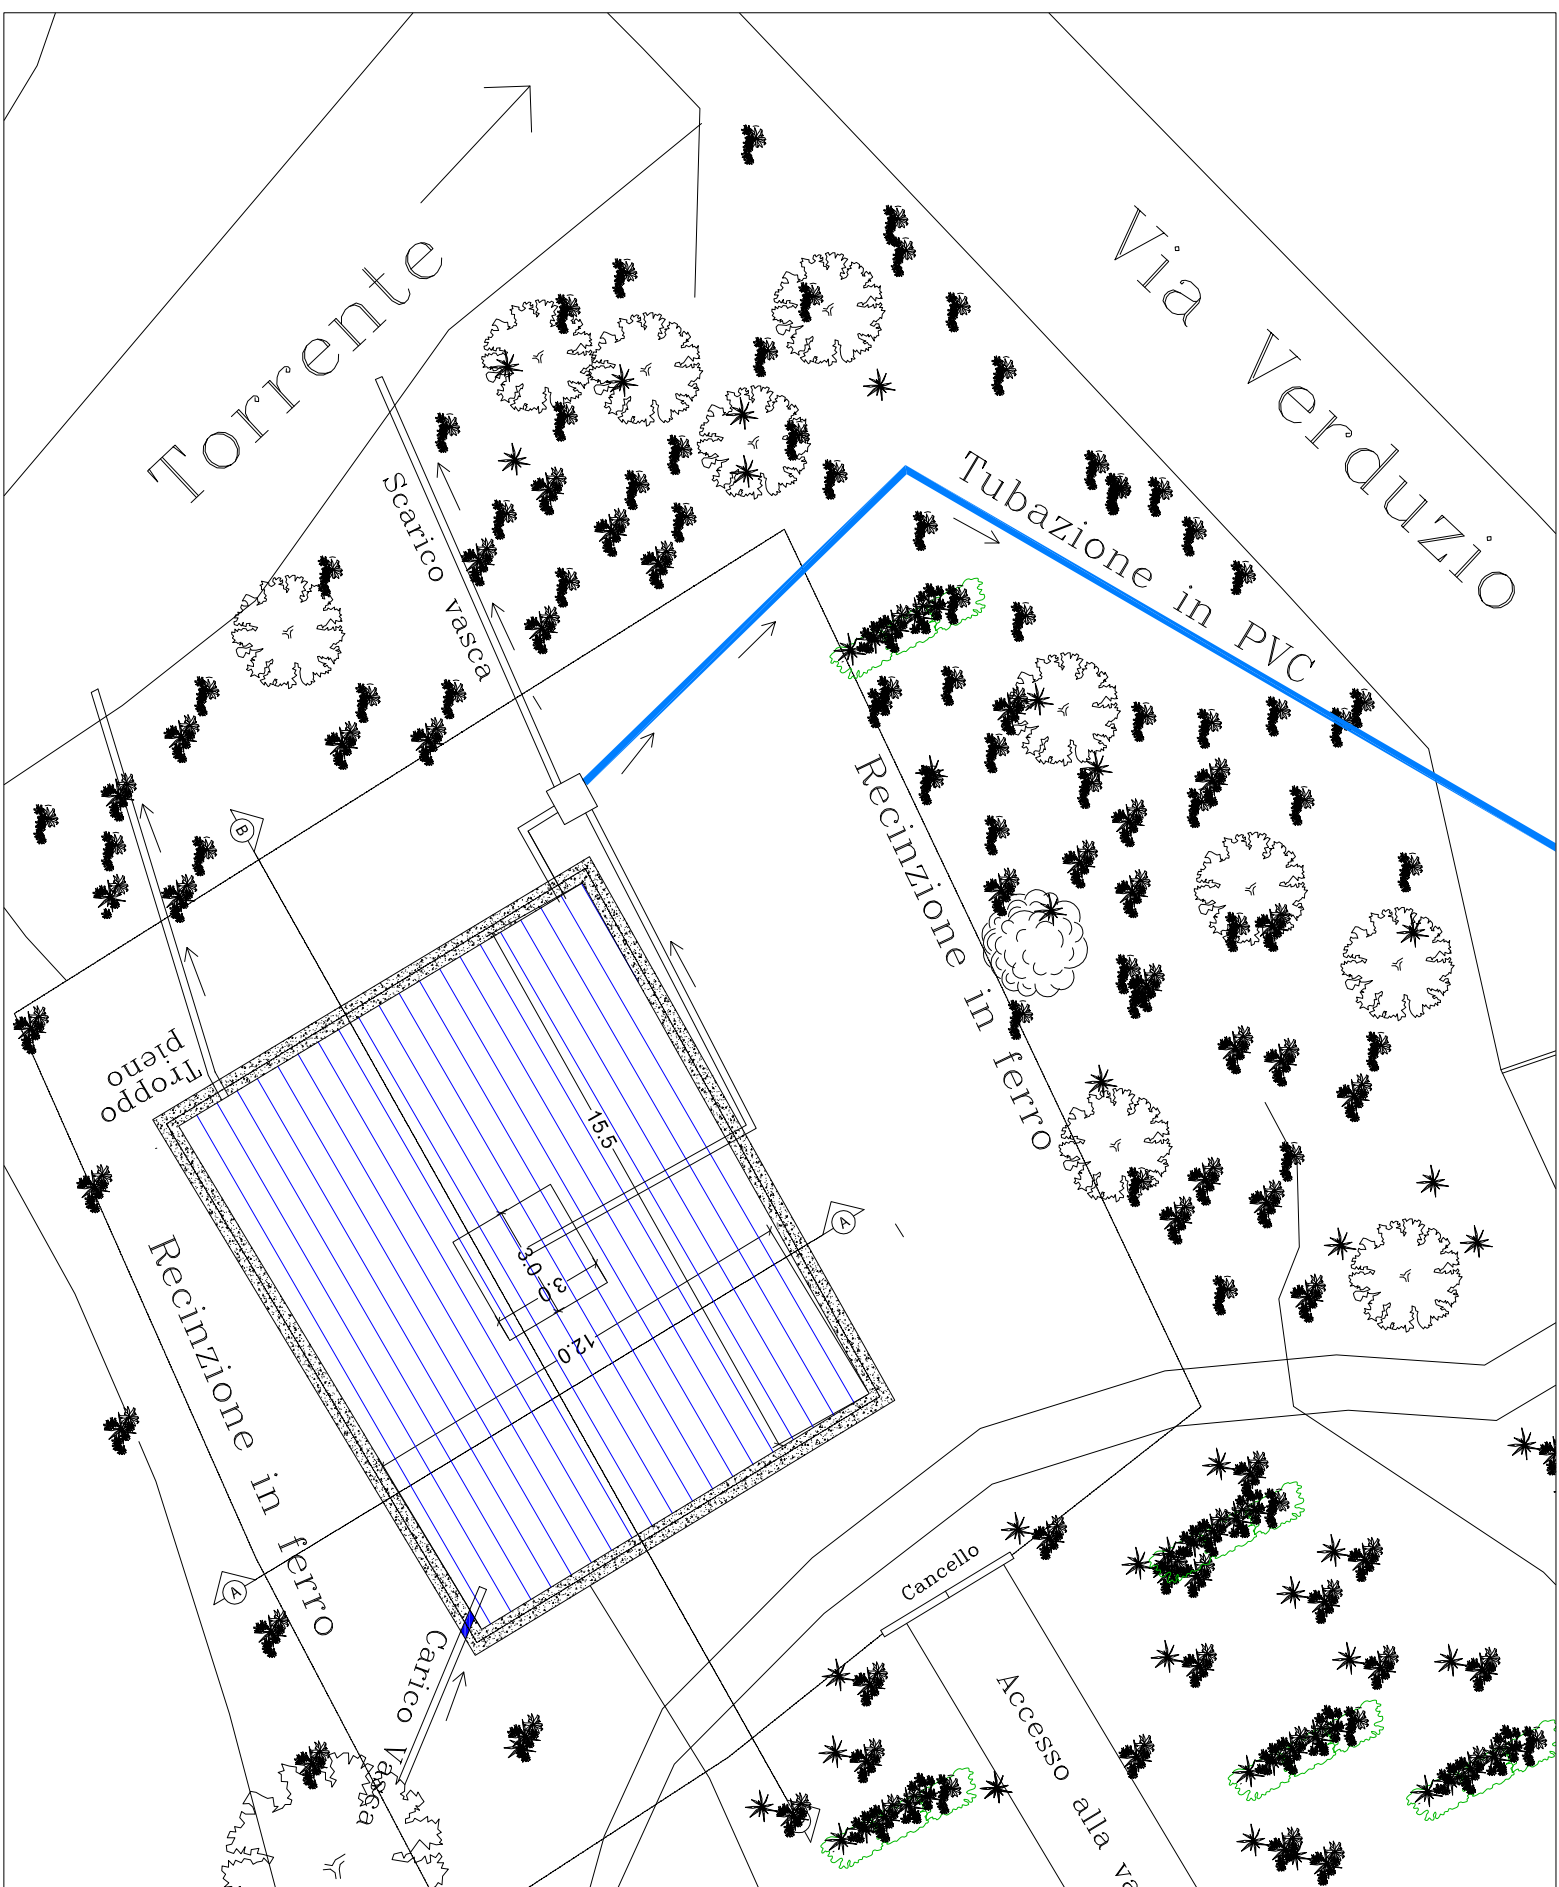 Torrente
Via Verduzio
Scarico vasca
Tubazione in PVC
B
Recinzione in ferro
Troppo
pieno
15.5
3.0
3.0
12.0
A
Recinzione in ferro
A
Cancello
Carico Vasca
Accesso alla va